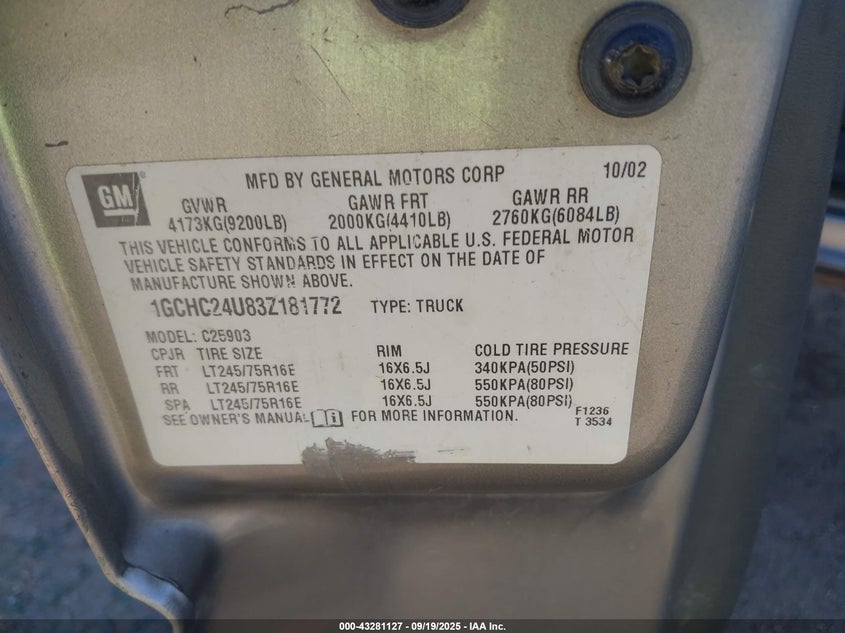 GM
MFD BY GENERAL MOTORS CORP 10/02
GVWR GAWR FRT GAWR RR
4173KG(9200LB) 2000KG(4410LB) 2760KG(6084LB)
THIS VEHICLE CONFORMS TO ALL APPLICABLE U.S. FEDERAL MOTOR
VEHICLE SAFETY STANDARDS IN EFFECT ON THE DATE OF
MANUFACTURE SHOWN ABOVE.
1GCHC24U83Z181772 TYPE: TRUCK
MODEL: C25903
CPJR TIRE SIZE RIM COLD TIRE PRESSURE
FRT LT245/75R16E 16X6.5J 340KPA(50PSI)
RR LT245/75R16E 16X6.5J 550KPA(80PSI)
SPA LT245/75R16E 16X6.5J 550KPA(80PSI)
SEE OWNER'S MANUAL FOR MORE INFORMATION.
F1236
T 3534
000-43281127 - 09/19/2025 - IAA Inc.